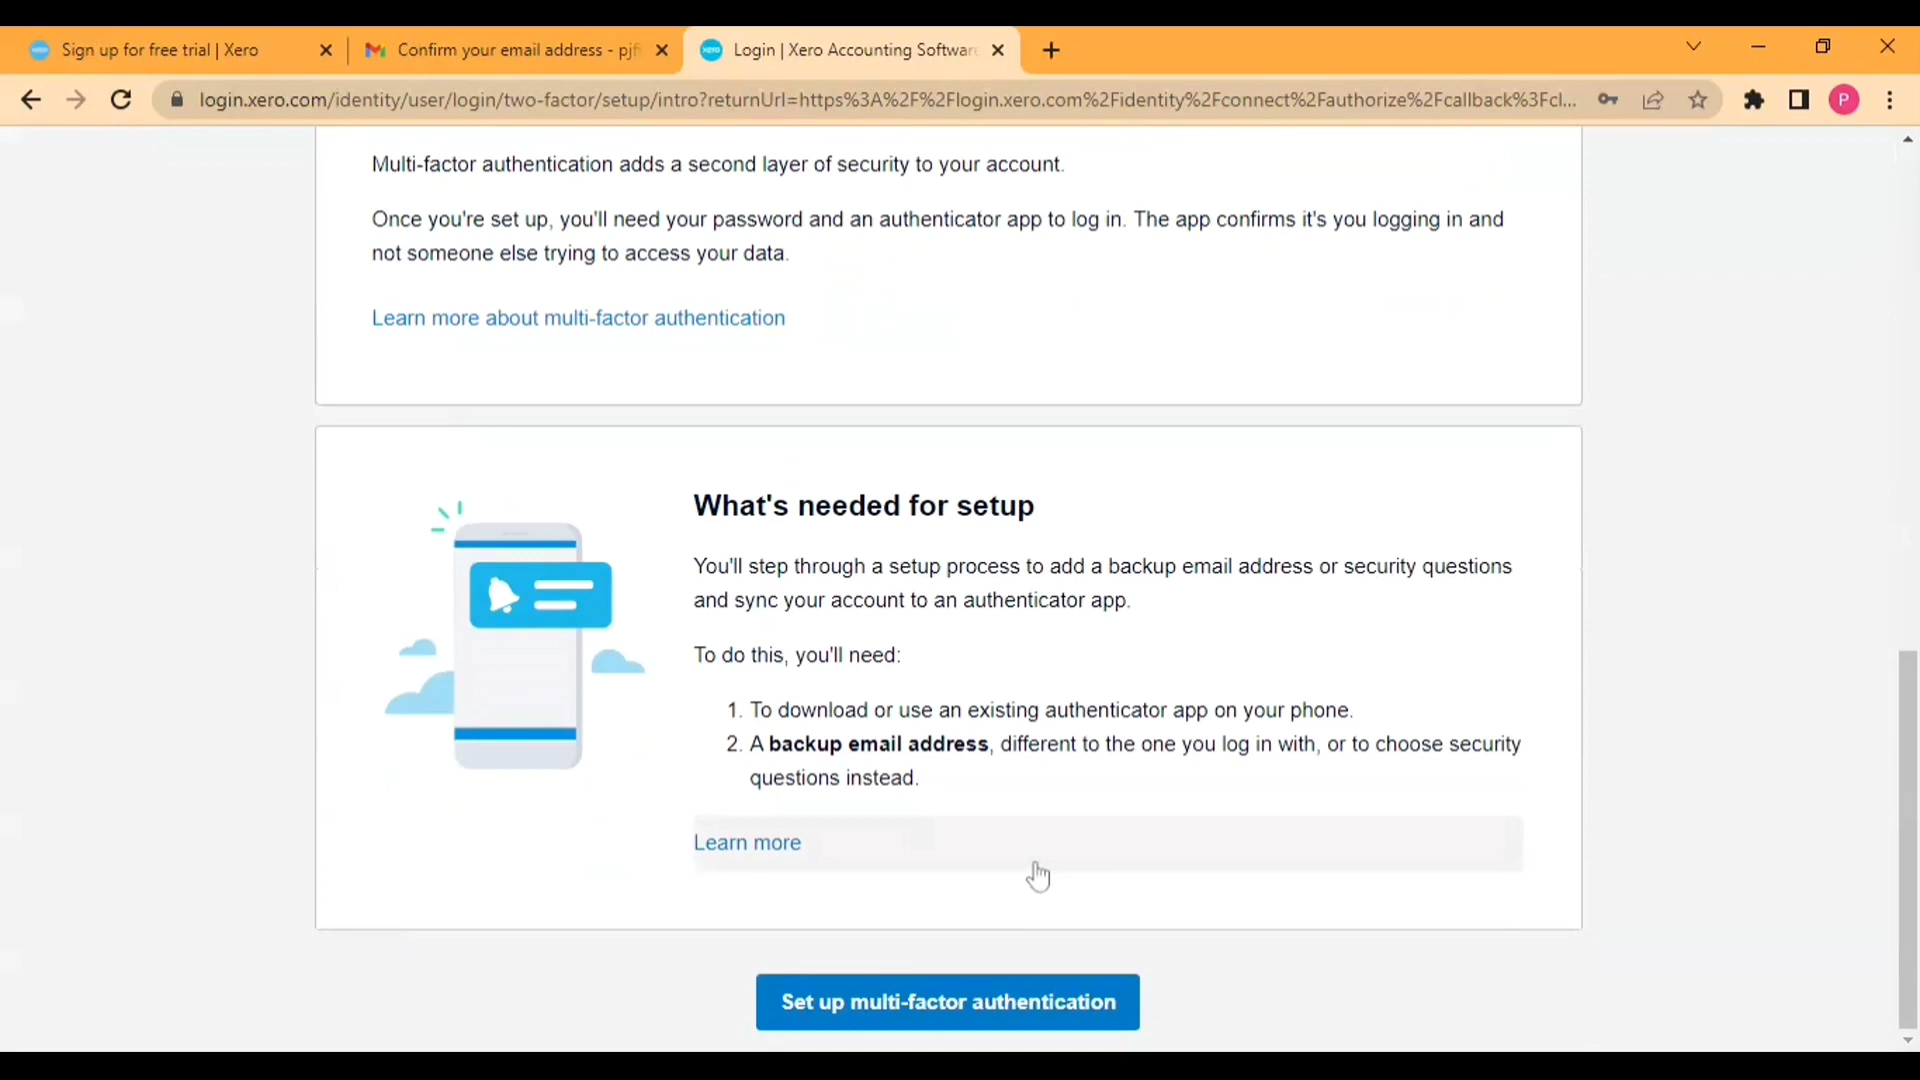 Sign up for free trial | Xero
Confirm your email address - pjfi
Login | Xero Accounting Software
login.xero.com/identity/user/login/two-factor/setup/intro?returnUrl=https%3A%2F%2Flogin.xero.com%2Fidentity%2Fconnect%2Fauthorize%2Fcallback%3Fcl...
P
Multi-factor authentication adds a second layer of security to your account.
Once you're set up, you'll need your password and an authenticator app to log in. The app confirms it's you logging in and
not someone else trying to access your data.
Learn more about multi-factor authentication
What's needed for setup
You'll step through a setup process to add a backup email address or security questions
and sync your account to an authenticator app.
To do this, you'll need:
1. To download or use an existing authenticator app on your phone.
2. A backup email address, different to the one you log in with, or to choose security
questions instead.
Learn more
Set up multi-factor authentication